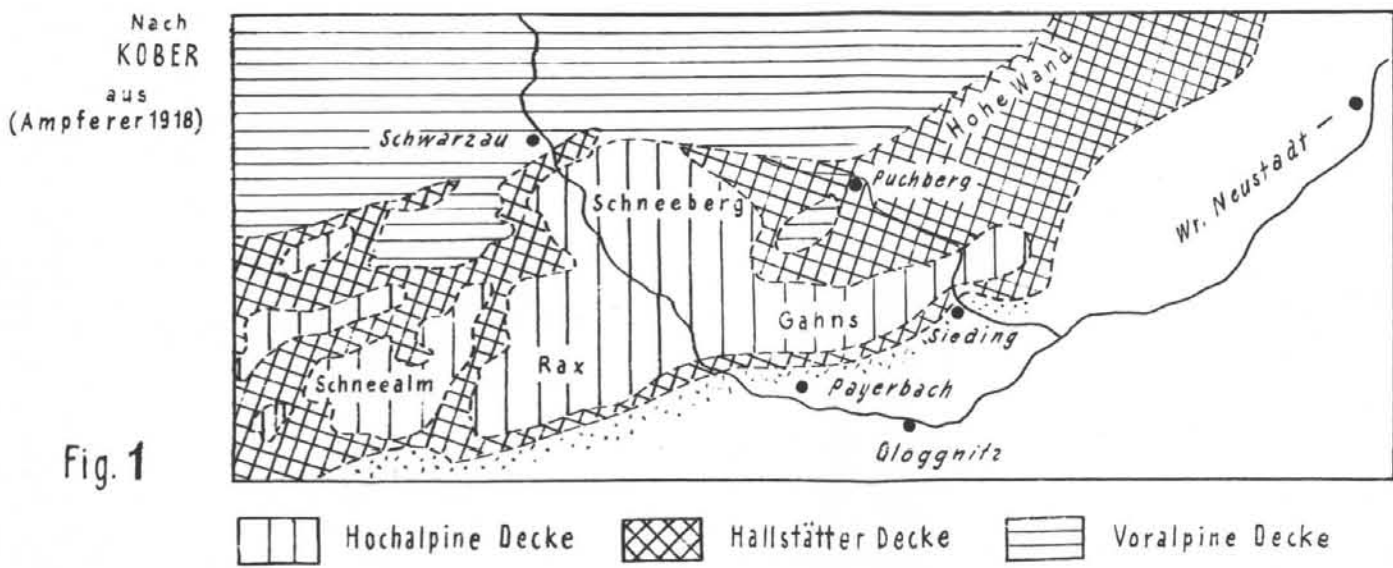 Nach
KOBER
aus
(Ampferer 1918)
Schwarzau
Hohe Wand
Puchberg
Wr. Neustadt
Schneeberg
Gahns
Sieding
Rax
Schneealm
Payerbach
Gloggnitz
Fig. 1
Hochalpine Decke
Hallstätter Decke
Voralpine Decke